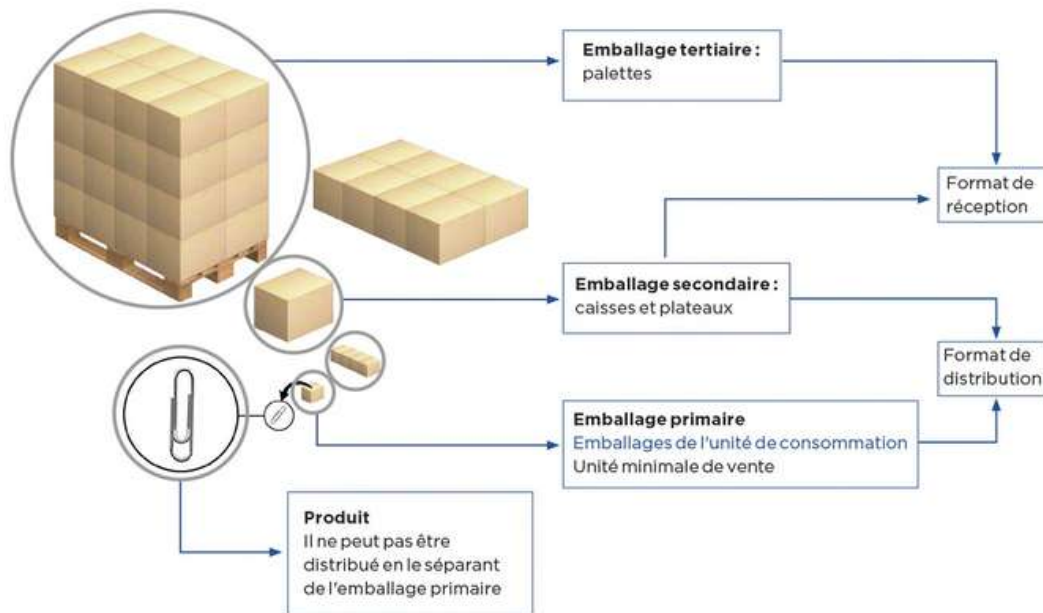 Emballage tertiaire :
palettes
Format de
réception
Emballage secondaire :
caisses et plateaux
Format de
distribution
Emballage primaire
Emballages de l'unité de consommation
Unité minimale de vente
Produit
Il ne peut pas être
distribué en le séparant
de l'emballage primaire